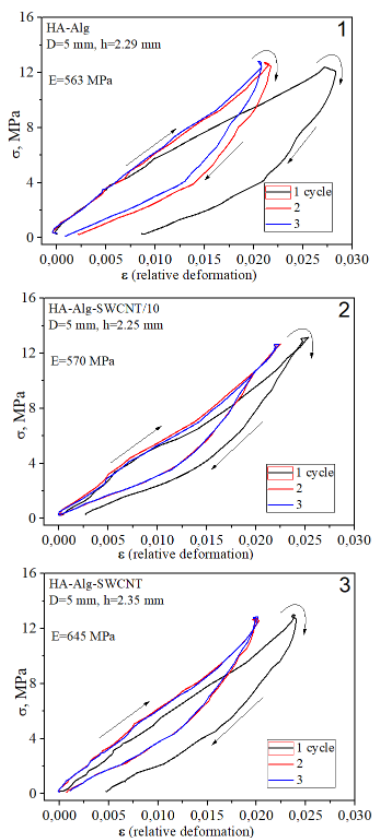 HA-Alg
1
D=5 mm, h=2.29 mm
E=563 MPa
σ, MPa
16
12
8
4
0
1 cycle
2
3
0,000 0,005 0,010 0,015 0,020 0,025 0,030
ε (relative deformation)
HA-Alg-SWCNT/10
2
D=5 mm, h=2.25 mm
E=570 MPa
σ, MPa
16
12
8
4
0
1 cycle
2
3
0,000 0,005 0,010 0,015 0,020 0,025 0,030
ε (relative deformation)
HA-Alg-SWCNT
3
D=5 mm, h=2.35 mm
E=645 MPa
σ, MPa
16
12
8
4
0
1 cycle
2
3
0,000 0,005 0,010 0,015 0,020 0,025 0,030
ε (relative deformation)